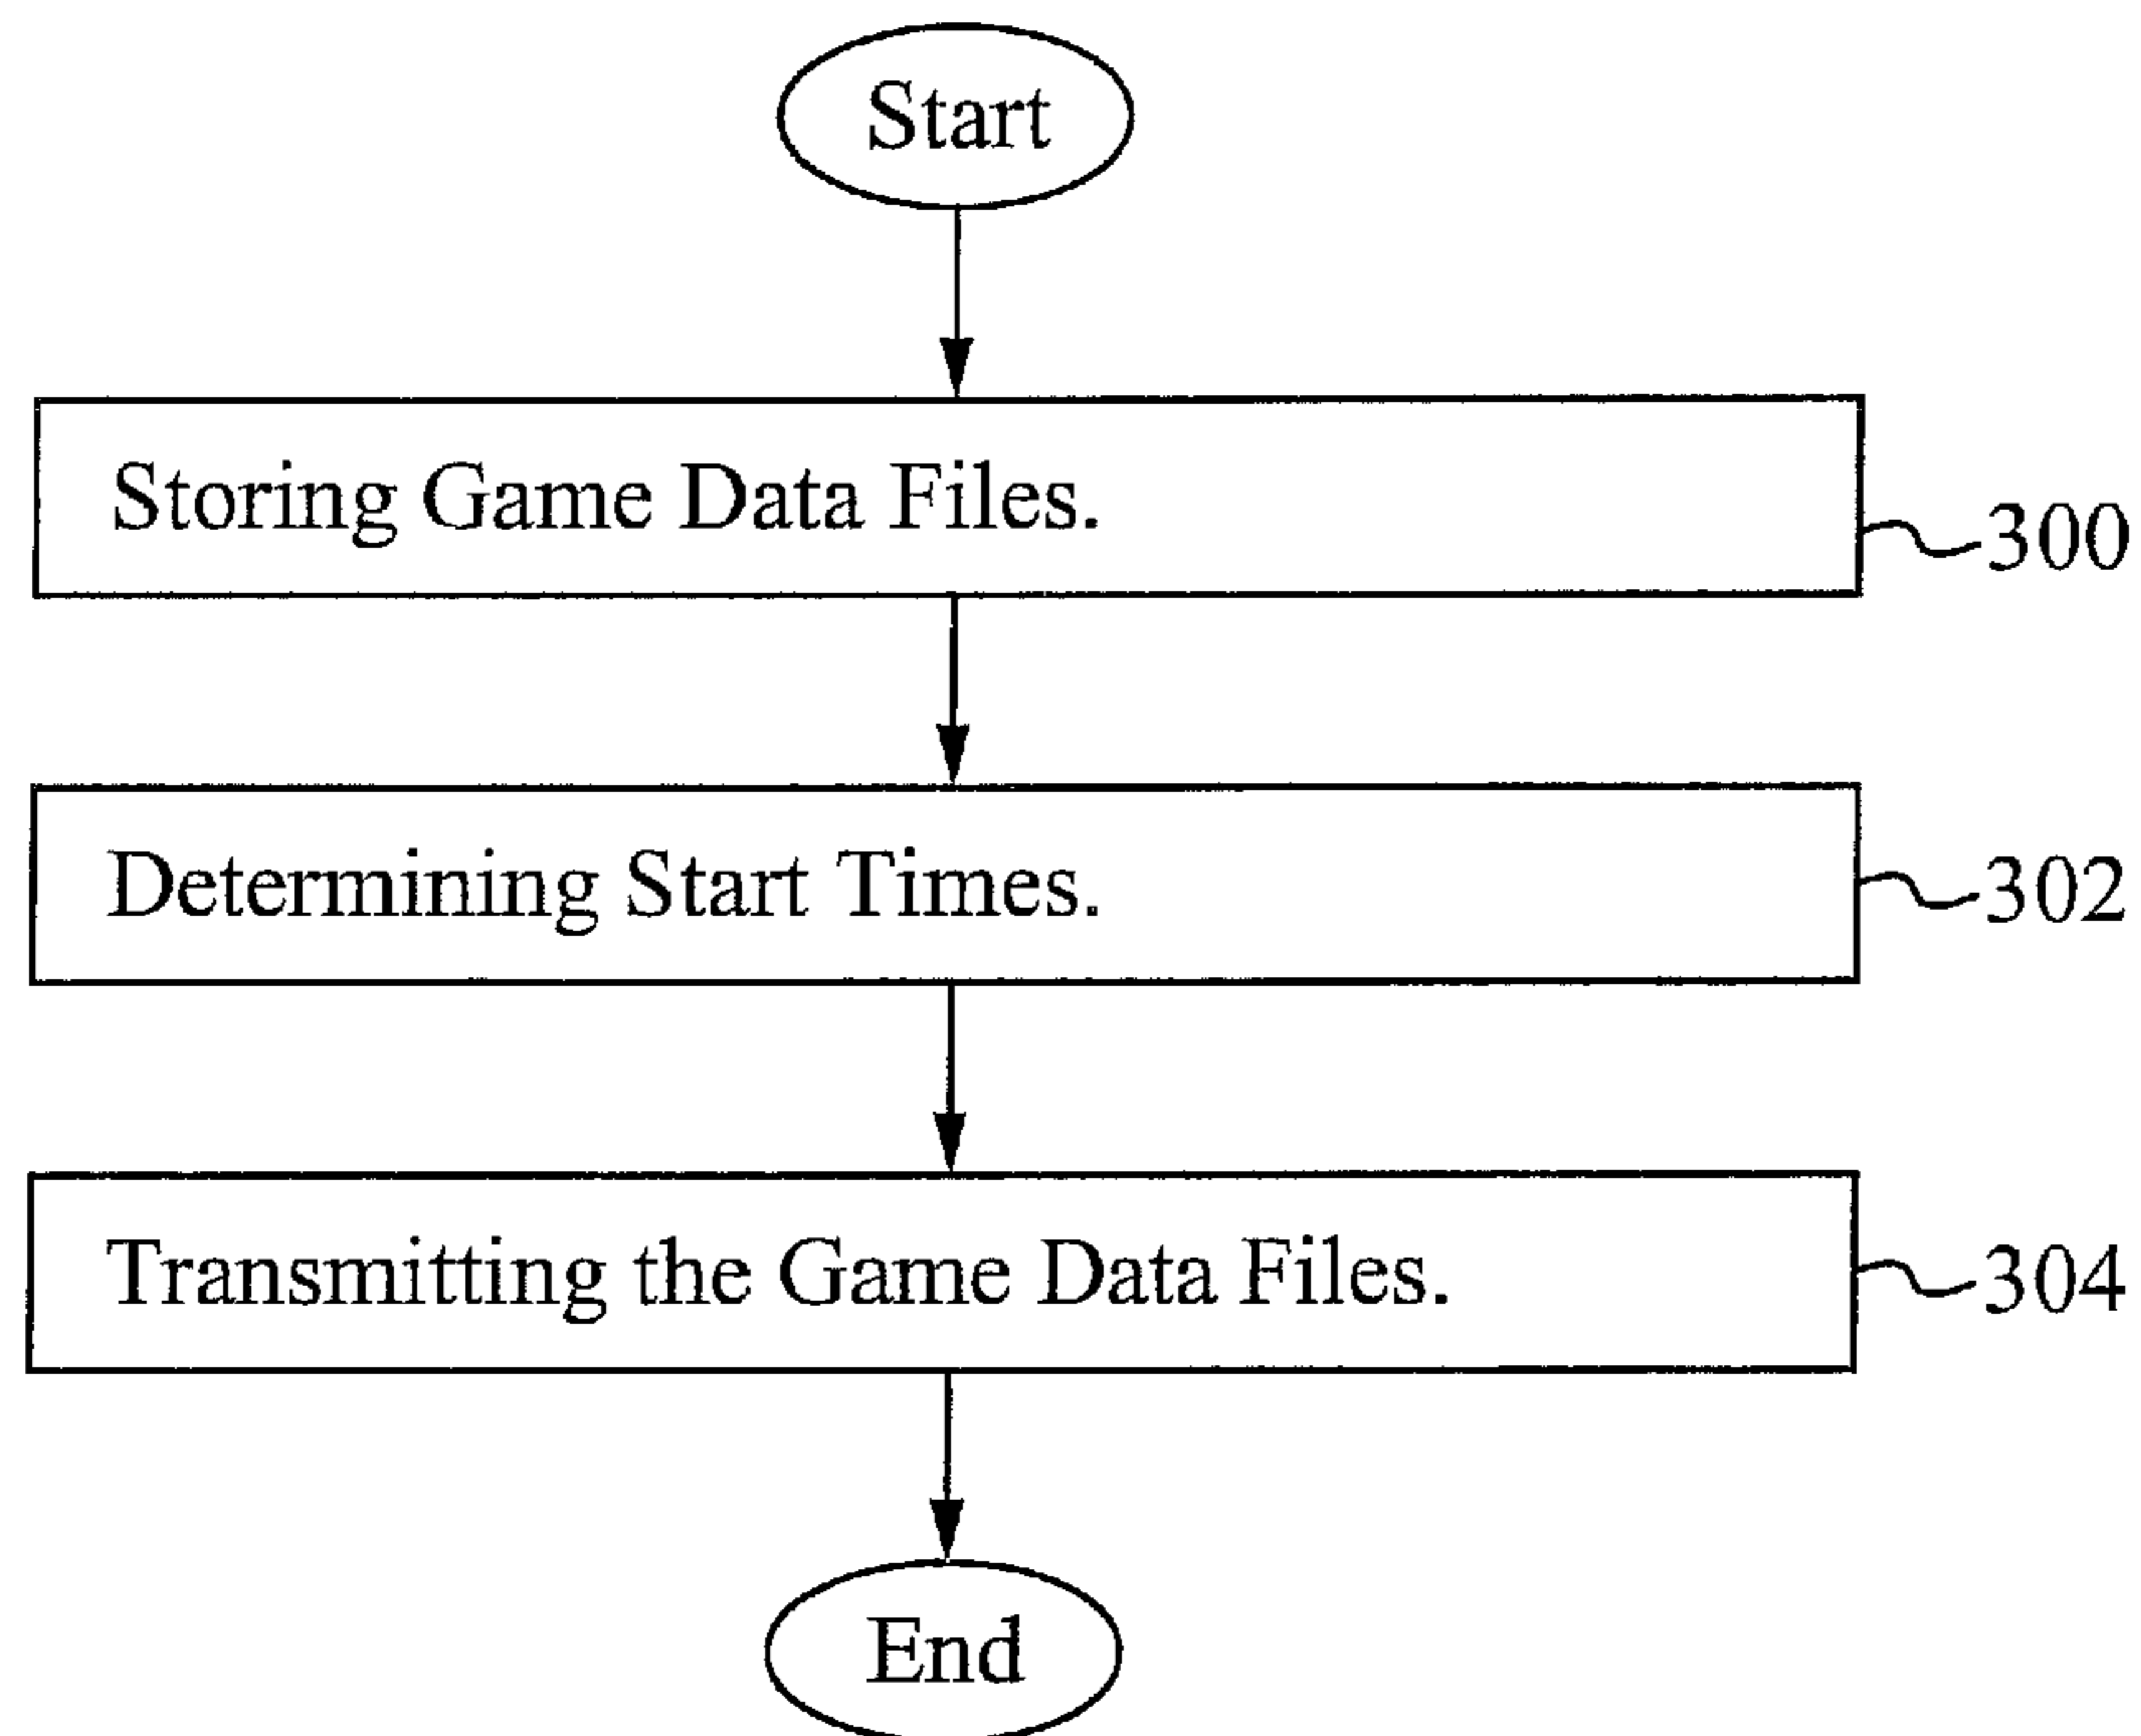 Start
Storing Game Data Files.
300
Determining Start Times.
302
Transmitting the Game Data Files.
304
End